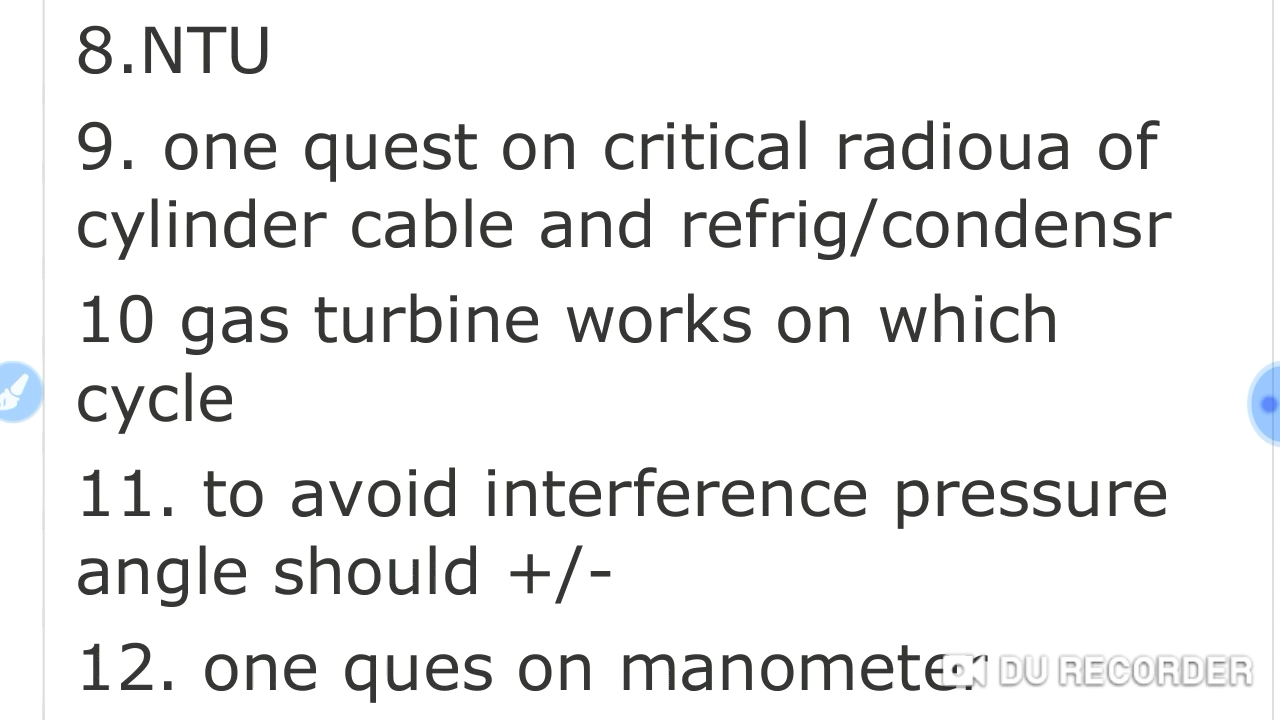 8.NTU
9. one quest on critical radioua of
cylinder cable and refrig/condensr
10 gas turbine works on which
cycle
11. to avoid interference pressure
angle should +/-
12. one ques on manometer
DU RECORDER